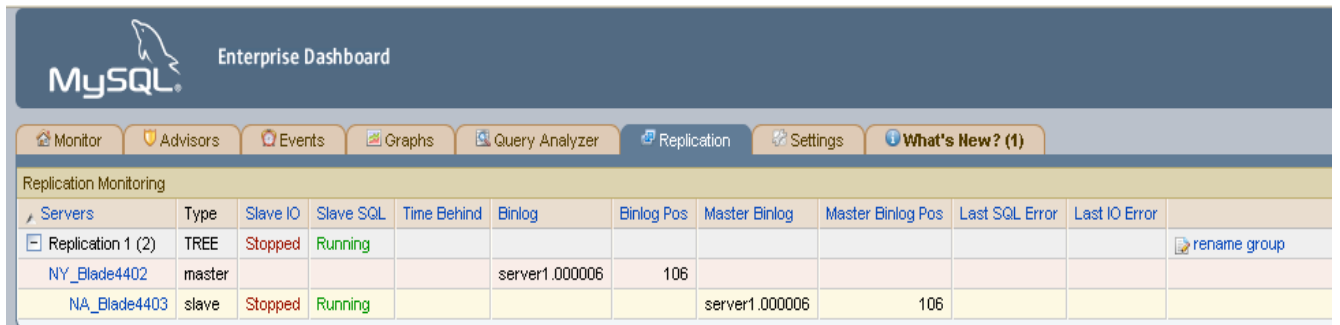 MySQL®
Enterprise Dashboard
Monitor Advisors Events Graphs Query Analyzer Replication Settings What's New? (1)
Replication Monitoring
Servers Type Slave IO Slave SQL Time Behind Binlog Binlog Pos Master Binlog Master Binlog Pos Last SQL Error Last IO Error
Replication 1 (2) TREE Stopped Running rename group
NY_Blade4402 master server1.000006 106
NA_Blade4403 slave Stopped Running server1.000006 106